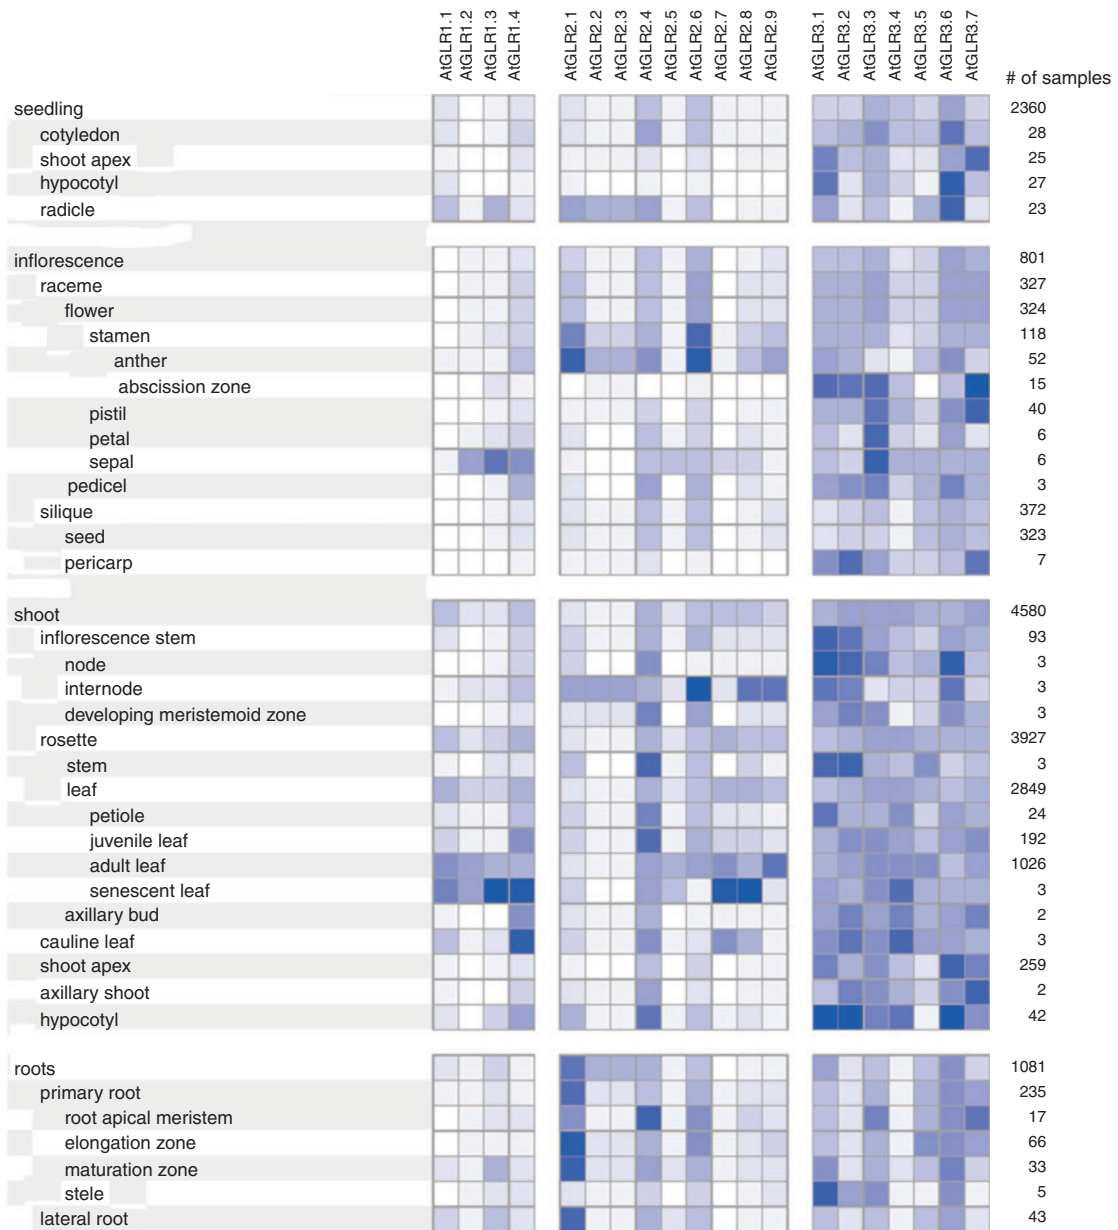 AtGLR1.1 AtGLR1.2 AtGLR1.3 AtGLR1.4 AtGLR2.1 AtGLR2.2 AtGLR2.3 AtGLR2.4 AtGLR2.5 AtGLR2.6 AtGLR2.7 AtGLR2.8 AtGLR2.9 AtGLR3.1 AtGLR3.2 AtGLR3.3 AtGLR3.4 AtGLR3.5 AtGLR3.6 AtGLR3.7
# of samples
seedling 2360
cotyledon 28
shoot apex 25
hypocotyl 27
radicle 23
inflorescence 801
raceme 327
flower 324
stamen 118
anther 52
abscission zone 15
pistil 40
petal 6
sepal 6
pedicel 3
silique 372
seed 323
pericarp 7
shoot 4580
inflorescence stem 93
node 3
internode 3
developing meristemoid zone 3
rosette 3927
stem 3
leaf 2849
petiole 24
juvenile leaf 192
adult leaf 1026
senescent leaf 3
axillary bud 2
cauline leaf 3
shoot apex 259
axillary shoot 2
hypocotyl 42
roots 1081
primary root 235
root apical meristem 17
elongation zone 66
maturation zone 33
stele 5
lateral root 43